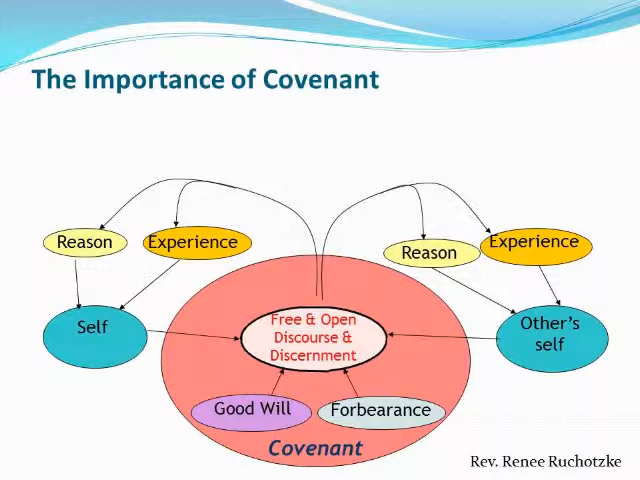 The Importance of Covenant
Reason
Experience
Reason
Experience
Self
Free & Open
Discourse &
Discernment
Other's
self
Good Will
Forbearance
Covenant
Rev. Renee Ruchotzke